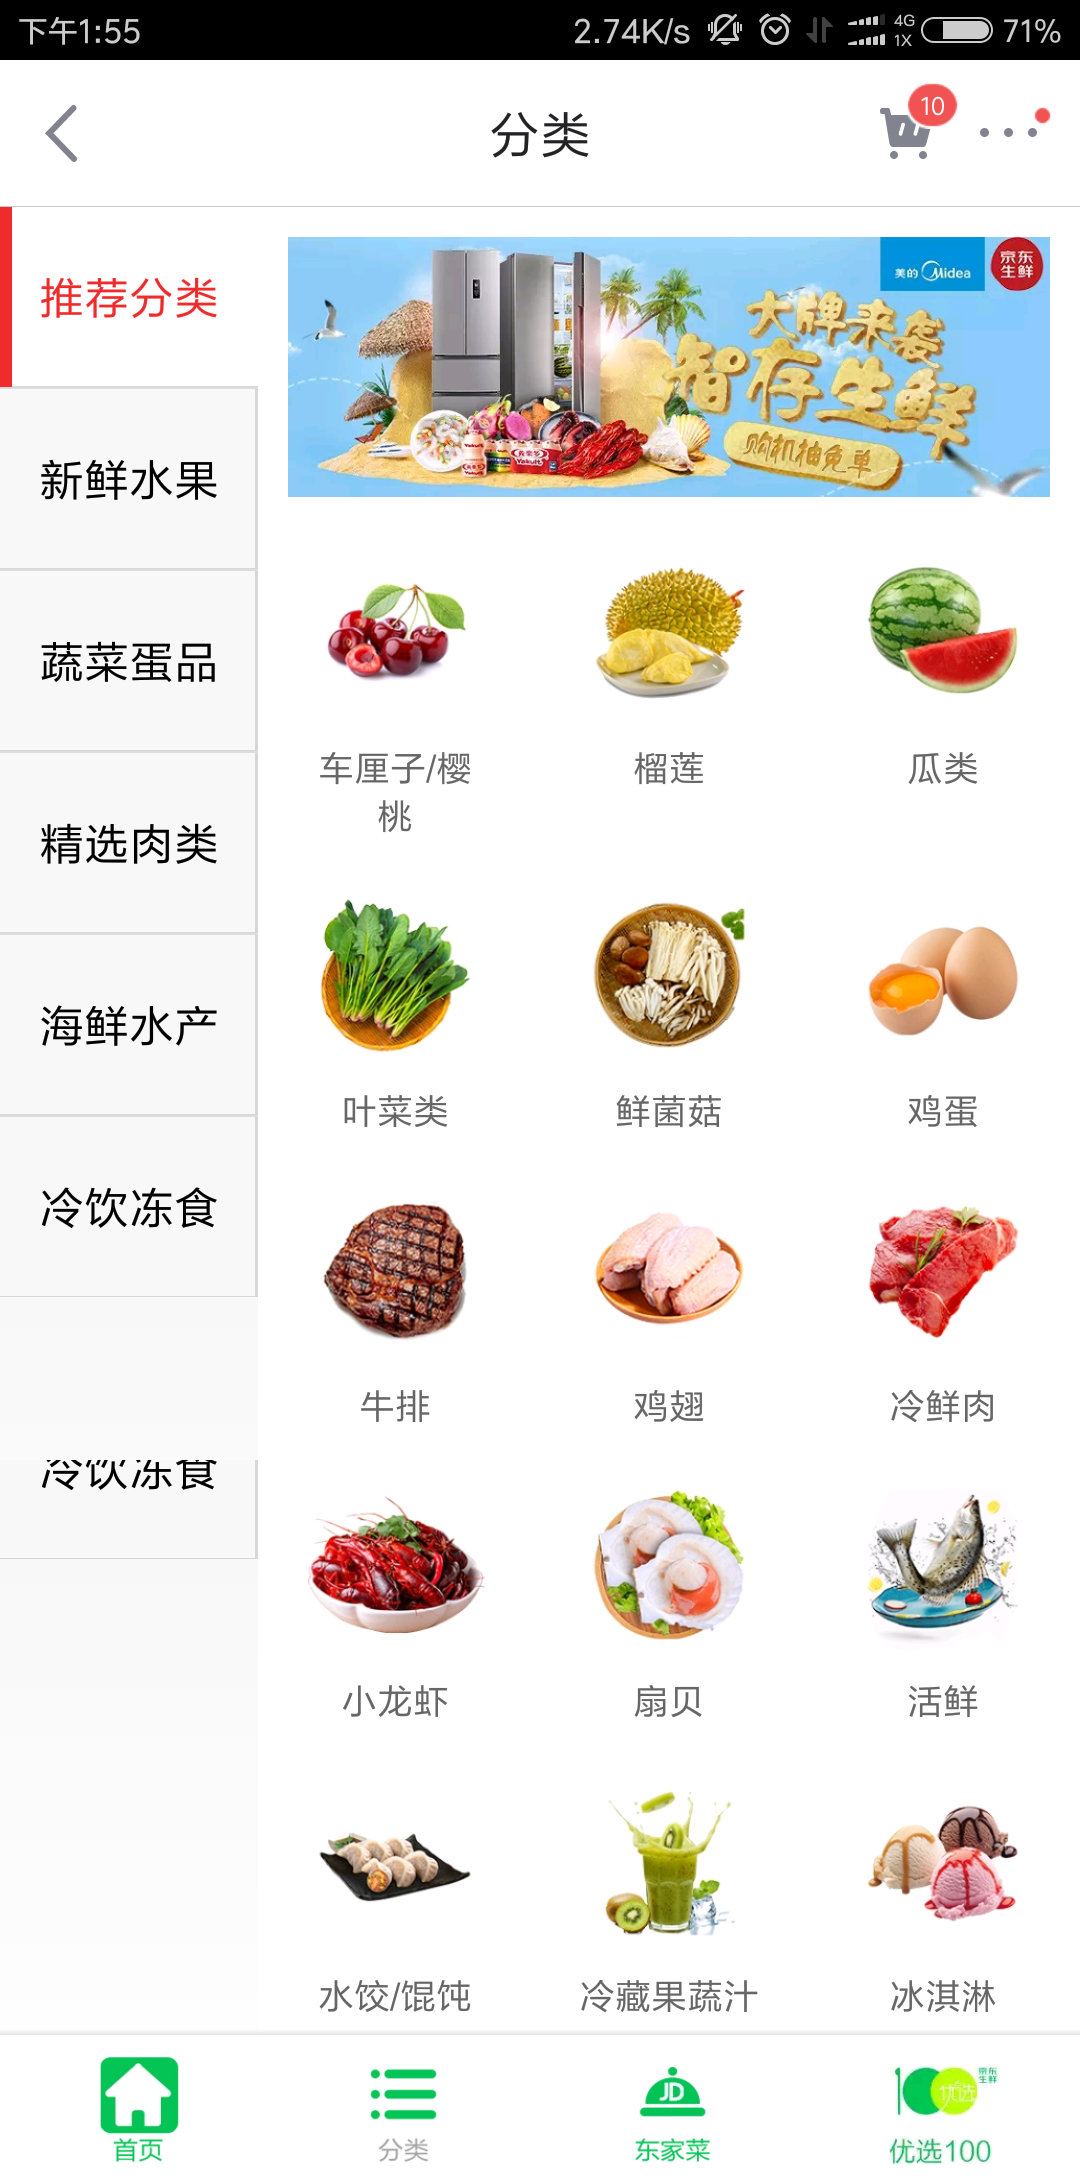 下午1:55
2.74K/s
4G
1X
71%
分类
10
推荐分类
新鲜水果
蔬菜蛋品
精选肉类
海鲜水产
冷饮冻食
冷饮冻食
美的 Midea
京东
生鲜
大牌来袭
智存生鲜
购机抽免单
Yakult
Yakult
车厘子/樱
桃
榴莲
瓜类
叶菜类
鲜菌菇
鸡蛋
牛排
鸡翅
冷鲜肉
小龙虾
扇贝
活鲜
水饺/馄饨
冷藏果蔬汁
冰淇淋
首页
分类
JD
东家菜
优选
京东
生鲜
优选100